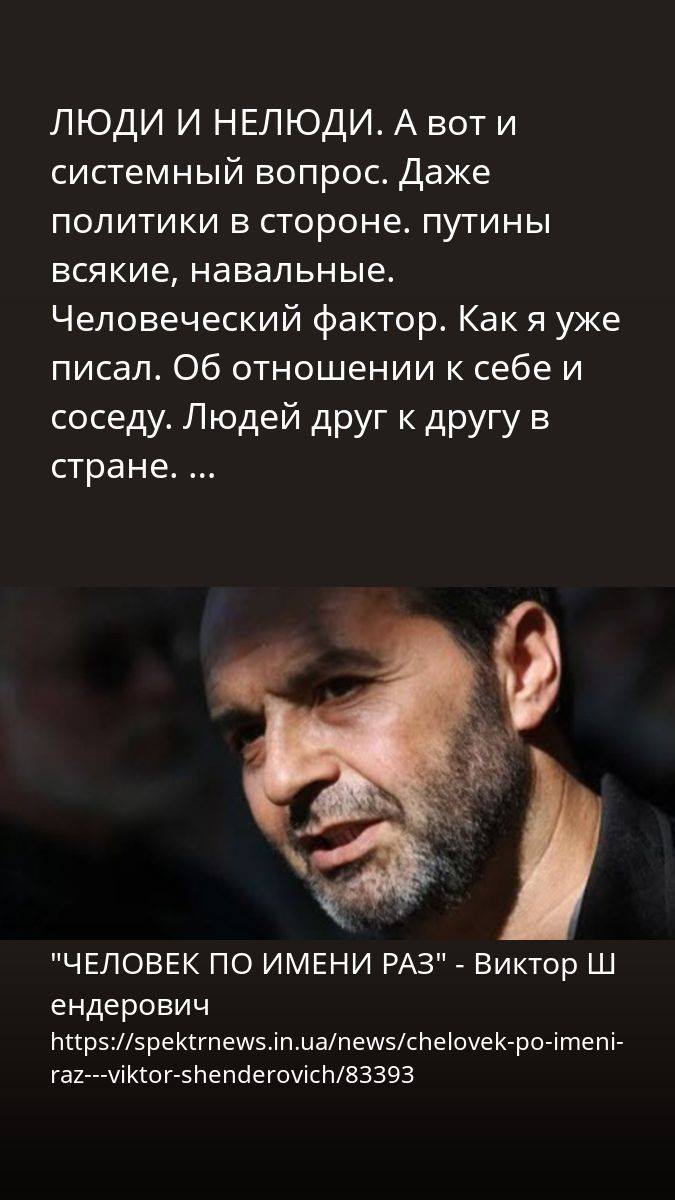 ЛЮДИ И НЕЛЮДИ. А вот и
системный вопрос. Даже
политики в стороне. путины
всякие, навальные.
Человеческий фактор. Как я уже
писал. Об отношении к себе и
соседу. Людей друг к другу в
стране. ...
"ЧЕЛОВЕК ПО ИМЕНИ РАЗ" - Виктор Ш
ендерович
https://spektrnews.in.ua/news/chelovek-po-imeni-
raz---viktor-shenderovich/83393